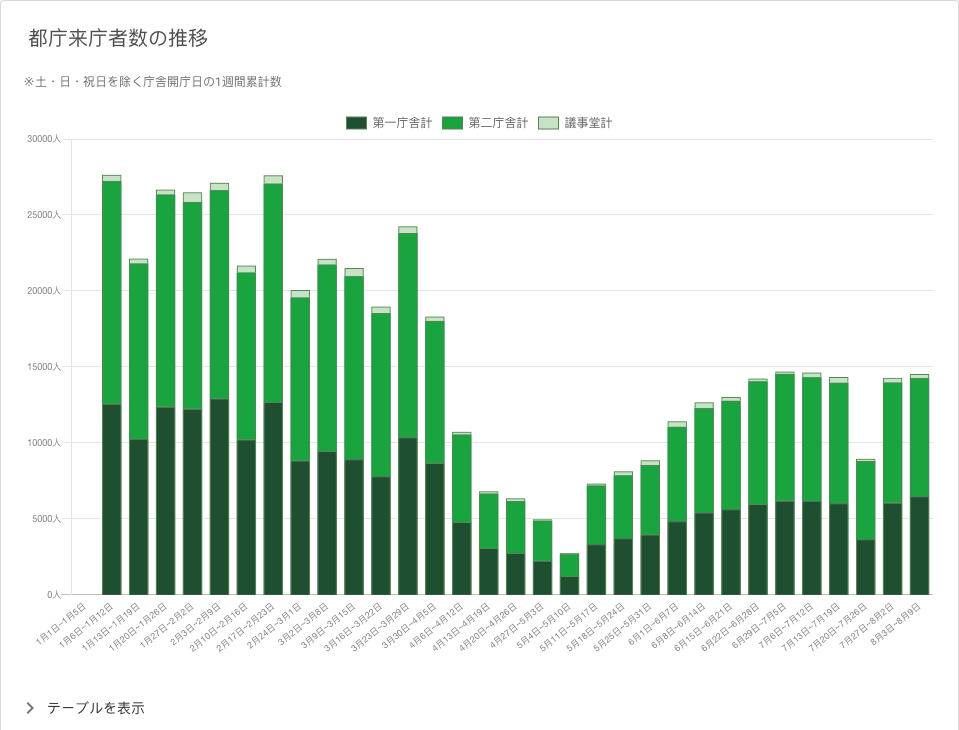 都庁来庁者数の推移
※土・日・祝日を除く庁舎開庁日の1週間累計数
第一庁舎計 第二庁舎計 議事堂計
30000人
25000人
20000人
15000人
10000人
5000人
0人
1月1日~1月5日
1月6日~1月12日
1月13日~1月19日
1月20日~1月26日
1月27日~2月2日
2月3日~2月9日
2月10日~2月16日
2月17日~2月23日
2月24日~3月1日
3月2日~3月8日
3月9日~3月15日
3月16日~3月22日
3月23日~3月29日
3月30日~4月5日
4月6日~4月12日
4月13日~4月19日
4月20日~4月26日
4月27日~5月3日
5月4日~5月10日
5月11日~5月17日
5月18日~5月24日
5月25日~5月31日
6月1日~6月7日
6月8日~6月14日
6月15日~6月21日
6月22日~6月28日
6月29日~7月5日
7月6日~7月12日
7月13日~7月19日
7月20日~7月26日
7月27日~8月2日
8月3日~8月9日
テーブルを表示